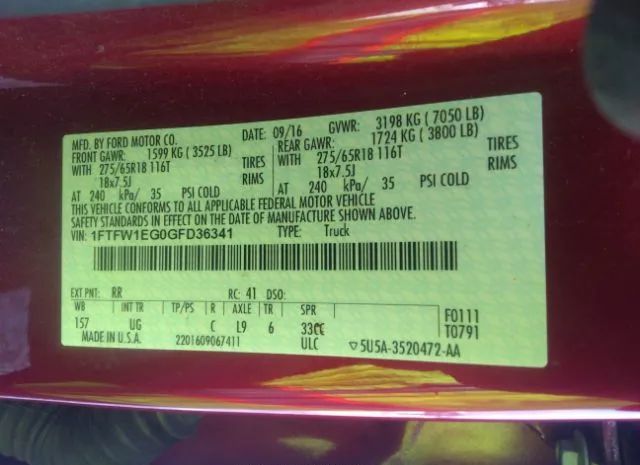 MFD. BY FORD MOTOR CO. DATE: 09/16 GVWR: 3198 KG ( 7050 LB)
FRONT GAWR: 1599 KG ( 3525 LB) REAR GAWR: 1724 KG ( 3800 LB)
WITH 275/65R18 116T TIRES WITH 275/65R18 116T TIRES
18x7.5J RIMS 18x7.5J RIMS
AT 240 kPa/ 35 PSI COLD AT 240 kPa/ 35 PSI COLD
THIS VEHICLE CONFORMS TO ALL APPLICABLE FEDERAL MOTOR VEHICLE
SAFETY STANDARDS IN EFFECT ON THE DATE OF MANUFACTURE SHOWN ABOVE.
VIN: 1FTFW1EG0GFD36341 TYPE: Truck
EXT PNT: RR RC: 41 DSO:
WB INT TR TP/PS R AXLE TR SPR F0111
157 UG C L9 6 33CC T0791
MADE IN U.S.A. 2201609067411 ULC ▽5U5A-3520472-AA